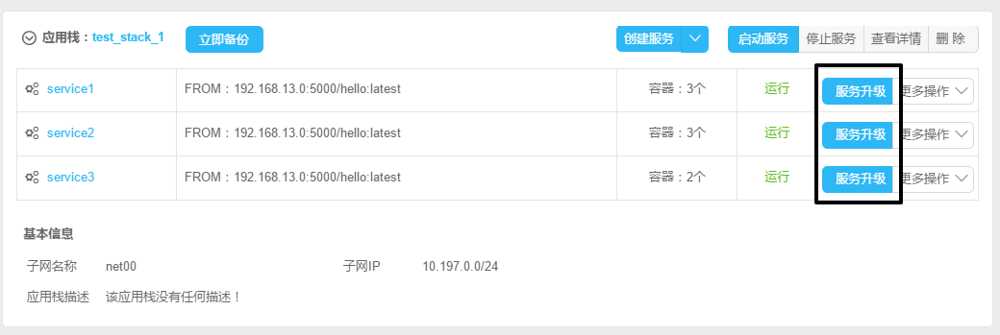 应用栈：test_stack_1 立即备份 创建服务 启动服务 停止服务 查看详情 删 除
service1 FROM：192.168.13.0:5000/hello:latest 容器：3个 运行 服务升级 更多操作
service2 FROM：192.168.13.0:5000/hello:latest 容器：3个 运行 服务升级 更多操作
service3 FROM：192.168.13.0:5000/hello:latest 容器：2个 运行 服务升级 更多操作
基本信息
子网名称 net00 子网IP 10.197.0.0/24
应用栈描述 该应用栈没有任何描述！